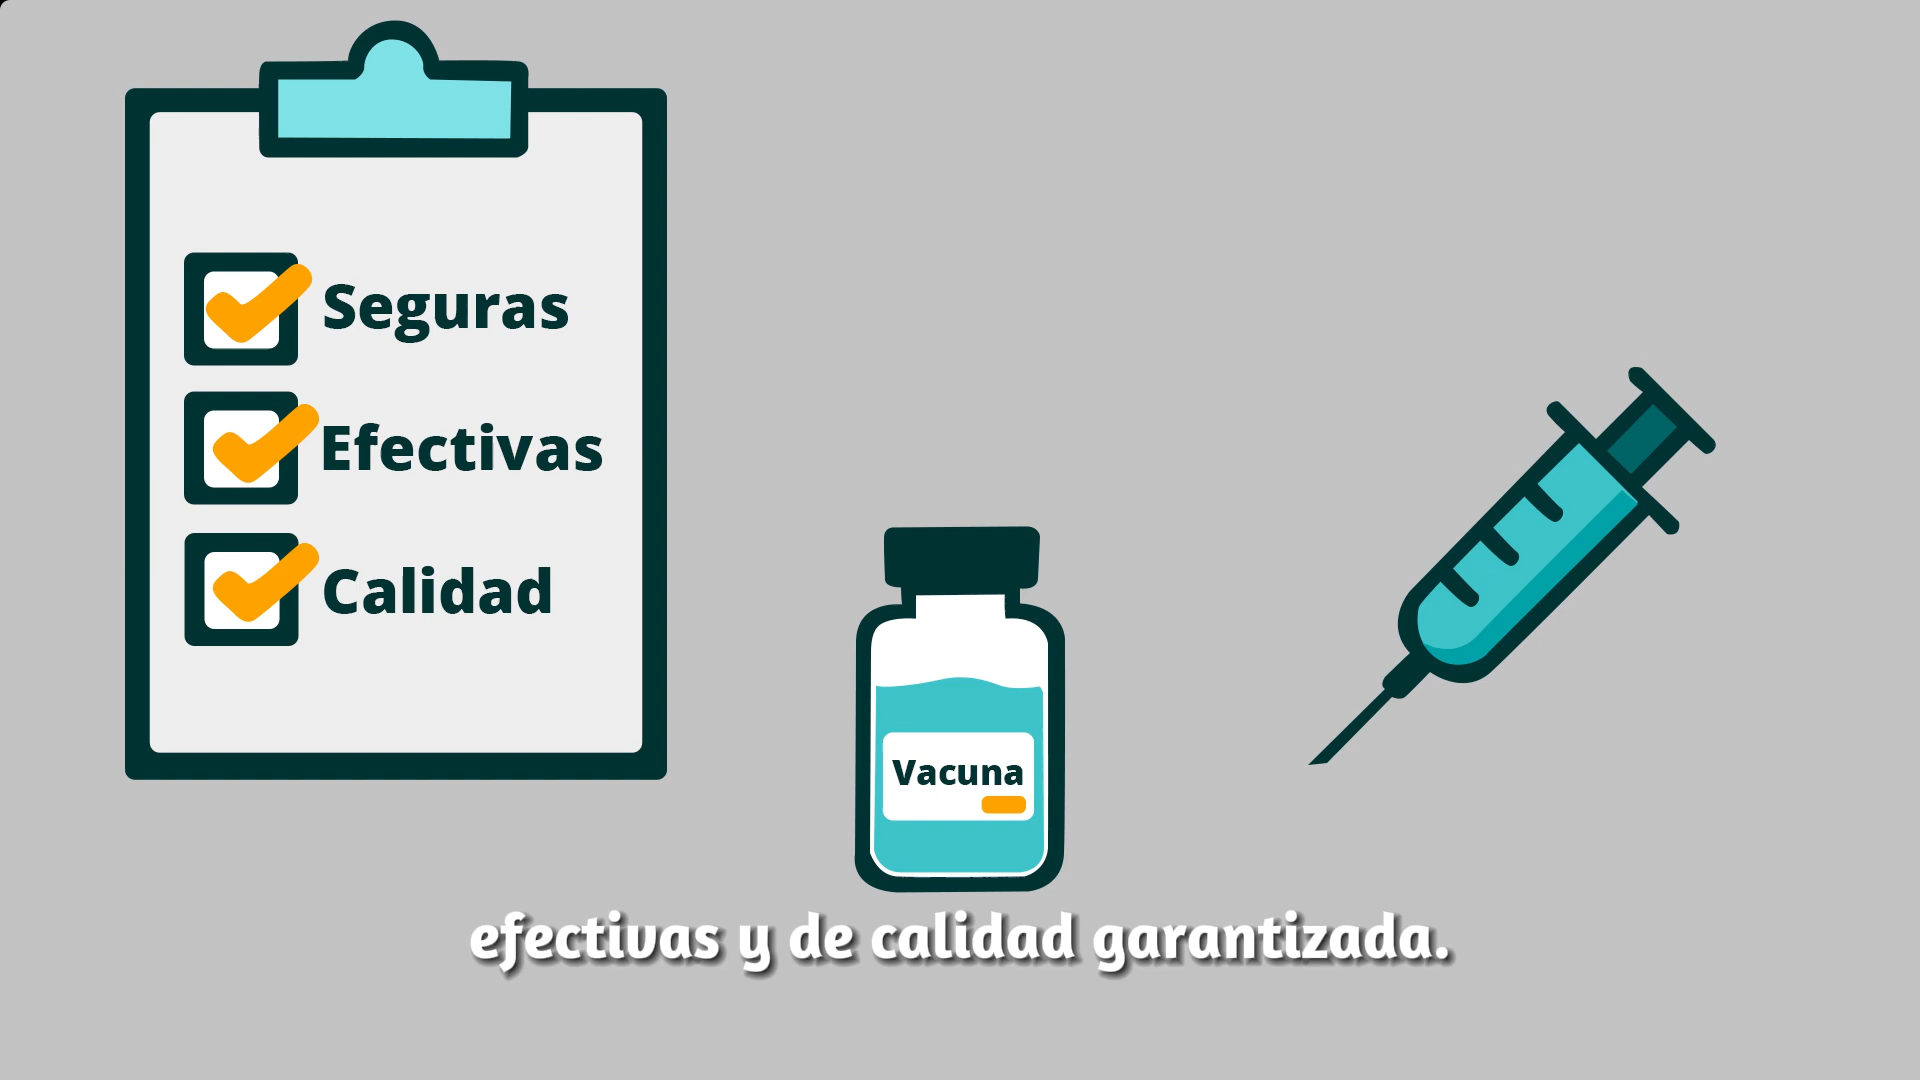 Seguras
Efectivas
Calidad
Vacuna
efectivas y de calidad garantizada.